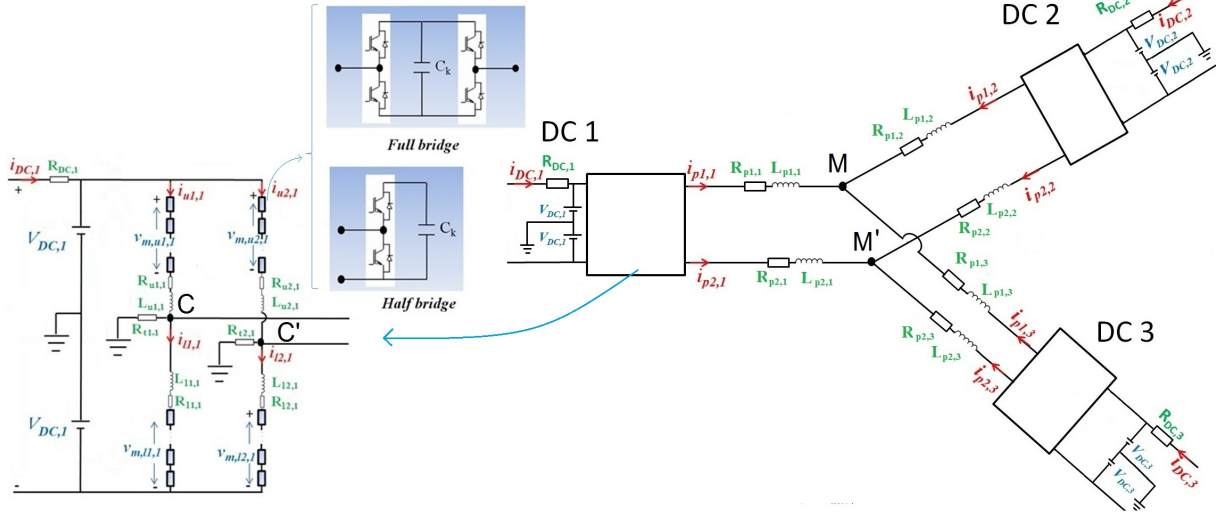 i_DC,1
R_DC,1
+
i_u1,1
i_u2,1
+
+
V_DC,1
v_m,u1,1
v_m,u2,1
-
-
R_u1,1
R_u2,1
L_u1,1
L_u2,1
C
R_t1,1
R_t2,1
C'
i_l1,1
i_l2,1
L_11,1
L_12,1
R_11,1
R_12,1
+
V_DC,1
v_m,l1,1
v_m,l2,1
-
-
-
C_k
Full bridge
C_k
Half bridge
DC 1
i_DC,1
R_DC,1
V_DC,1
V_DC,1
i_p1,1
R_p1,1
L_p1,1
M
i_p2,1
R_p2,1
L_p2,1
M'
DC 2
R_DC,2
i_DC,2
V_DC,2
V_DC,2
i_p1,2
L_p1,2
R_p1,2
i_p2,2
L_p2,2
R_p2,2
R_p1,3
L_p1,3
i_p1,3
R_p2,3
L_p2,3
i_p2,3
DC 3
R_DC,3
i_DC,3
V_DC,3
V_DC,3